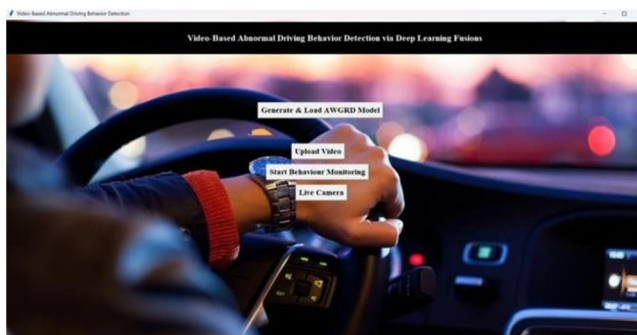 Video-Based Abnormal Driving Behavior Detection
Video-Based Abnormal Driving Behavior Detection via Deep Learning Fusions
Generate & Load AWGRD Model
Upload Video
Start Behaviour Monitoring
Live Camera